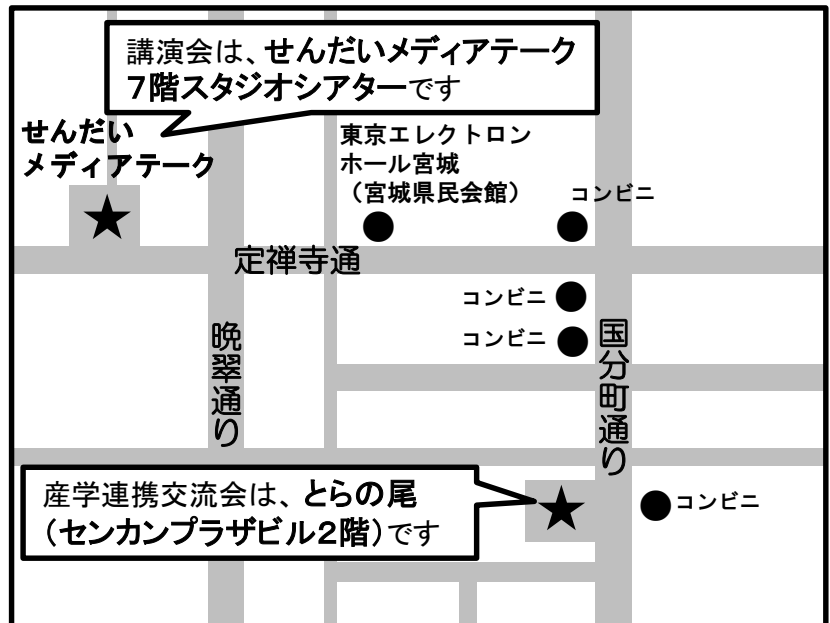 講演会は、せんだいメディアテーク
７階スタジオシアターです
せんだい
メディアテーク
東京エレクトロン
ホール宮城
（宮城県民会館）
コンビニ
定禅寺通
コンビニ
コンビニ
晩翠通り
国分町通り
産学連携交流会は、とらの尾
（センカンプラザビル２階）です
コンビニ